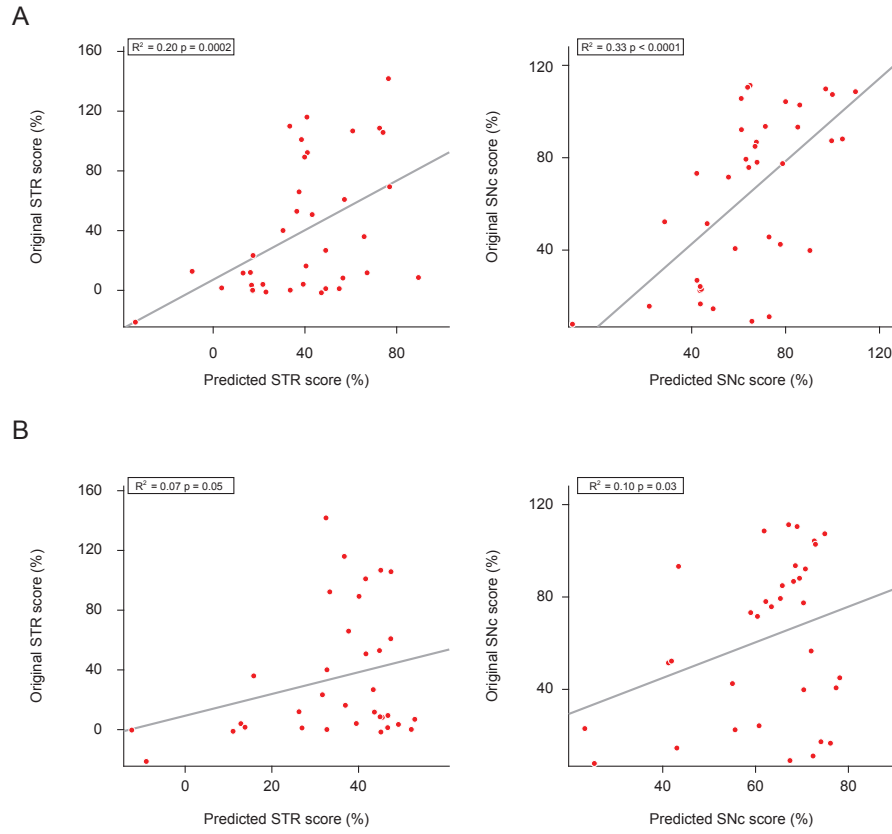 A
R² = 0.20 p = 0.0002
160
120
80
40
0
Original STR score (%)
0 40 80
Predicted STR score (%)
R² = 0.33 p < 0.0001
120
80
40
Original SNc score (%)
40 80 120
Predicted SNc score (%)
B
R² = 0.07 p = 0.05
160
120
80
40
0
Original STR score (%)
0 20 40
Predicted STR score (%)
R² = 0.10 p = 0.03
120
80
40
Original SNc score (%)
40 60 80
Predicted SNc score (%)